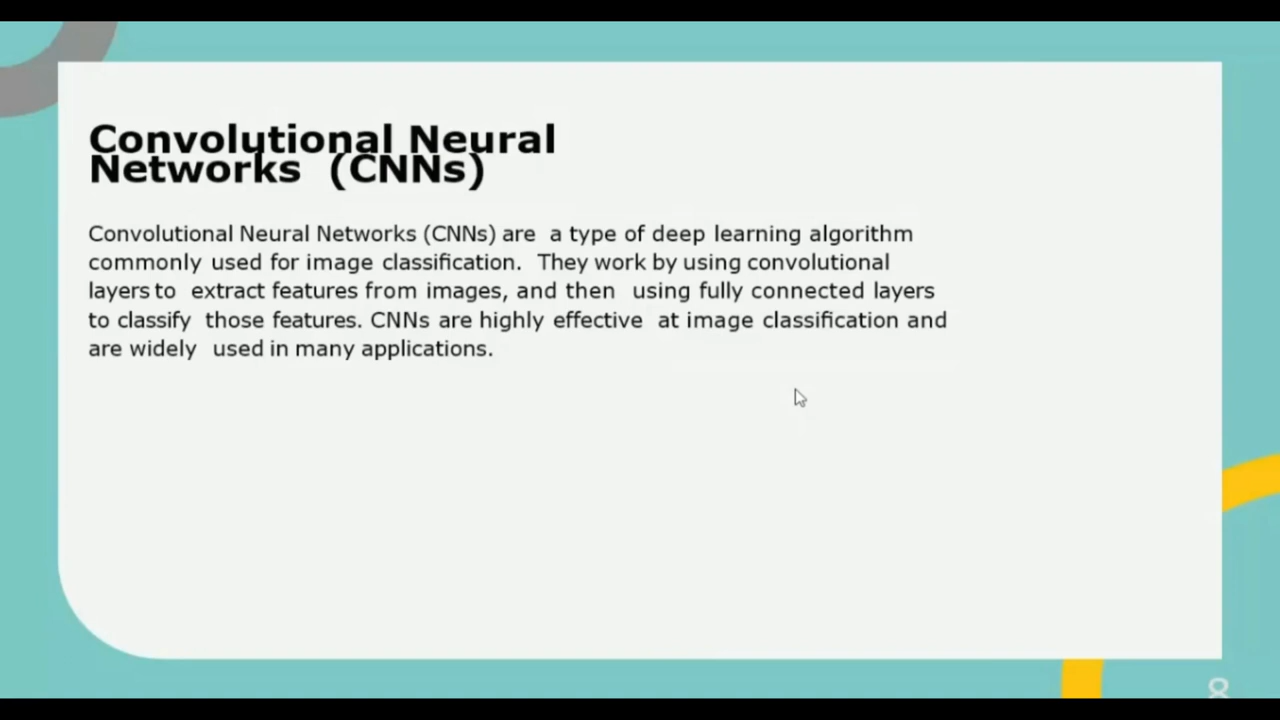 Convolutional Neural
Networks (CNNs)
Convolutional Neural Networks (CNNs) are a type of deep learning algorithm
commonly used for image classification. They work by using convolutional
layers to extract features from images, and then using fully connected layers
to classify those features. CNNs are highly effective at image classification and
are widely used in many applications.
8